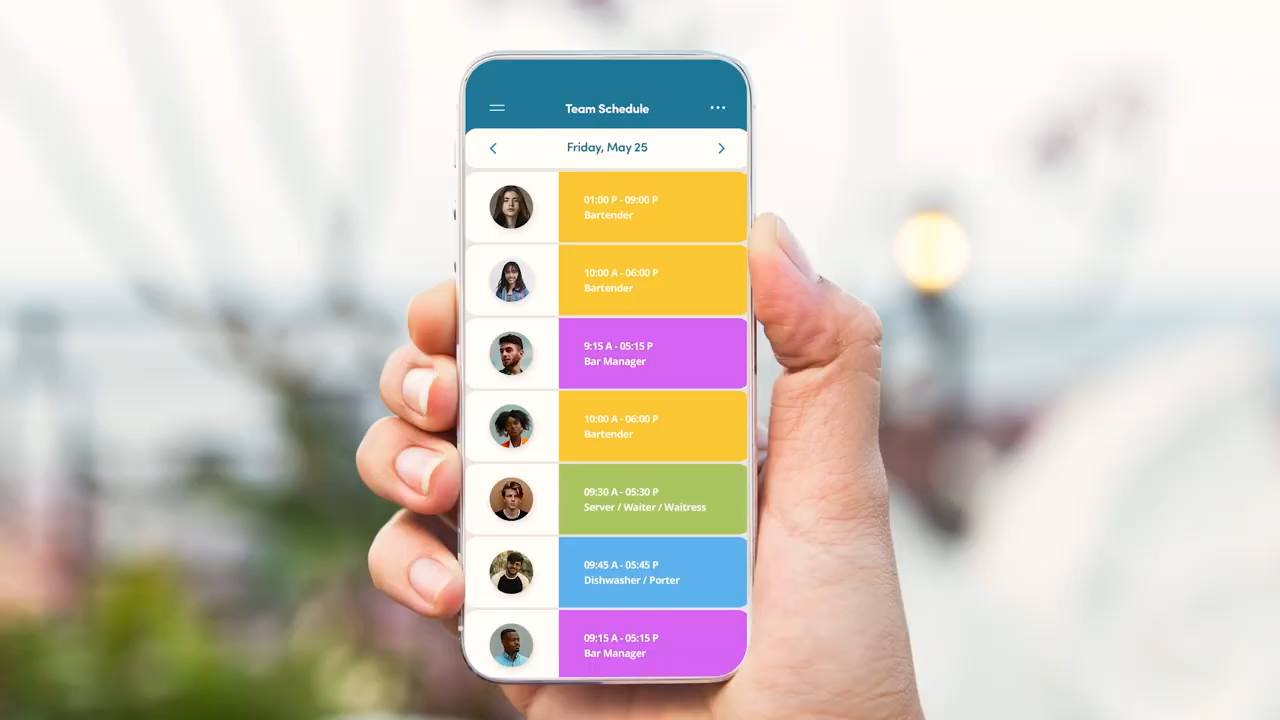 Team Schedule
Friday, May 25
01:00 P - 09:00 P
Bartender
10:00 A - 06:00 P
Bartender
9:15 A - 05:15 P
Bar Manager
10:00 A - 06:00 P
Bartender
09:30 A - 05:30 P
Server / Waiter / Waitress
09:45 A - 05:45 P
Dishwasher / Porter
09:15 A - 05:15 P
Bar Manager